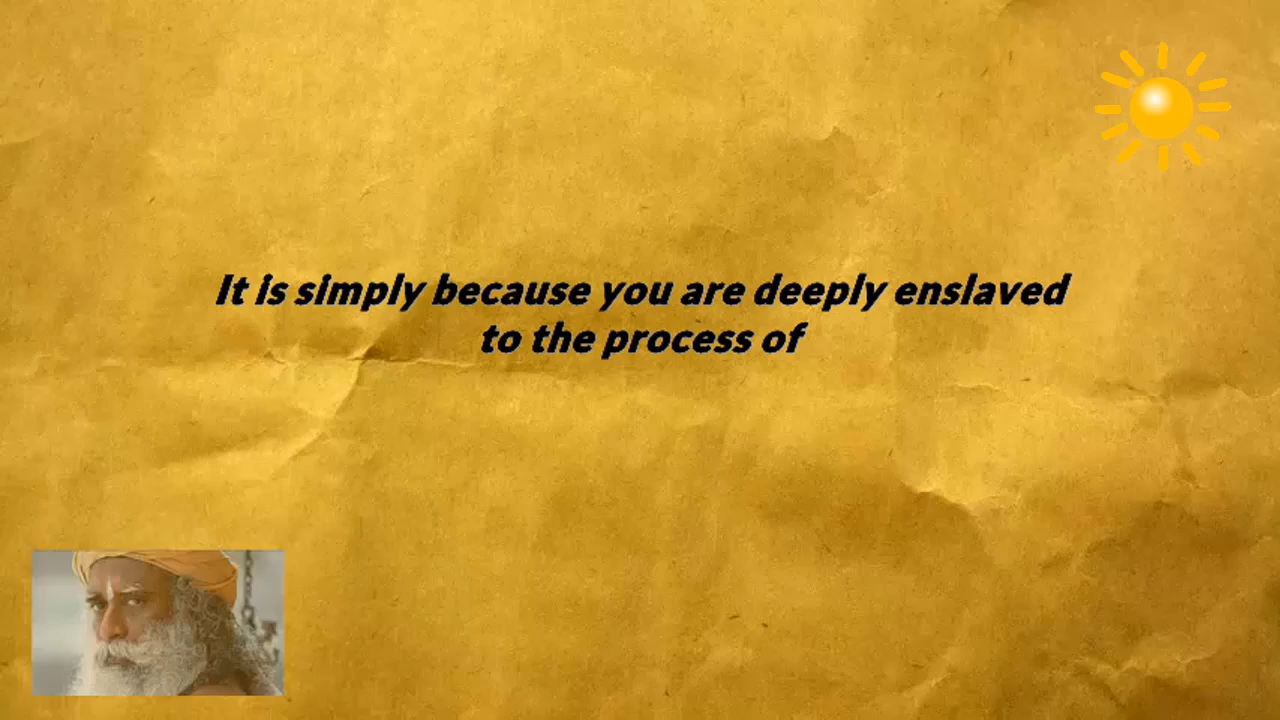 It is simply because you are deeply enslaved
to the process of